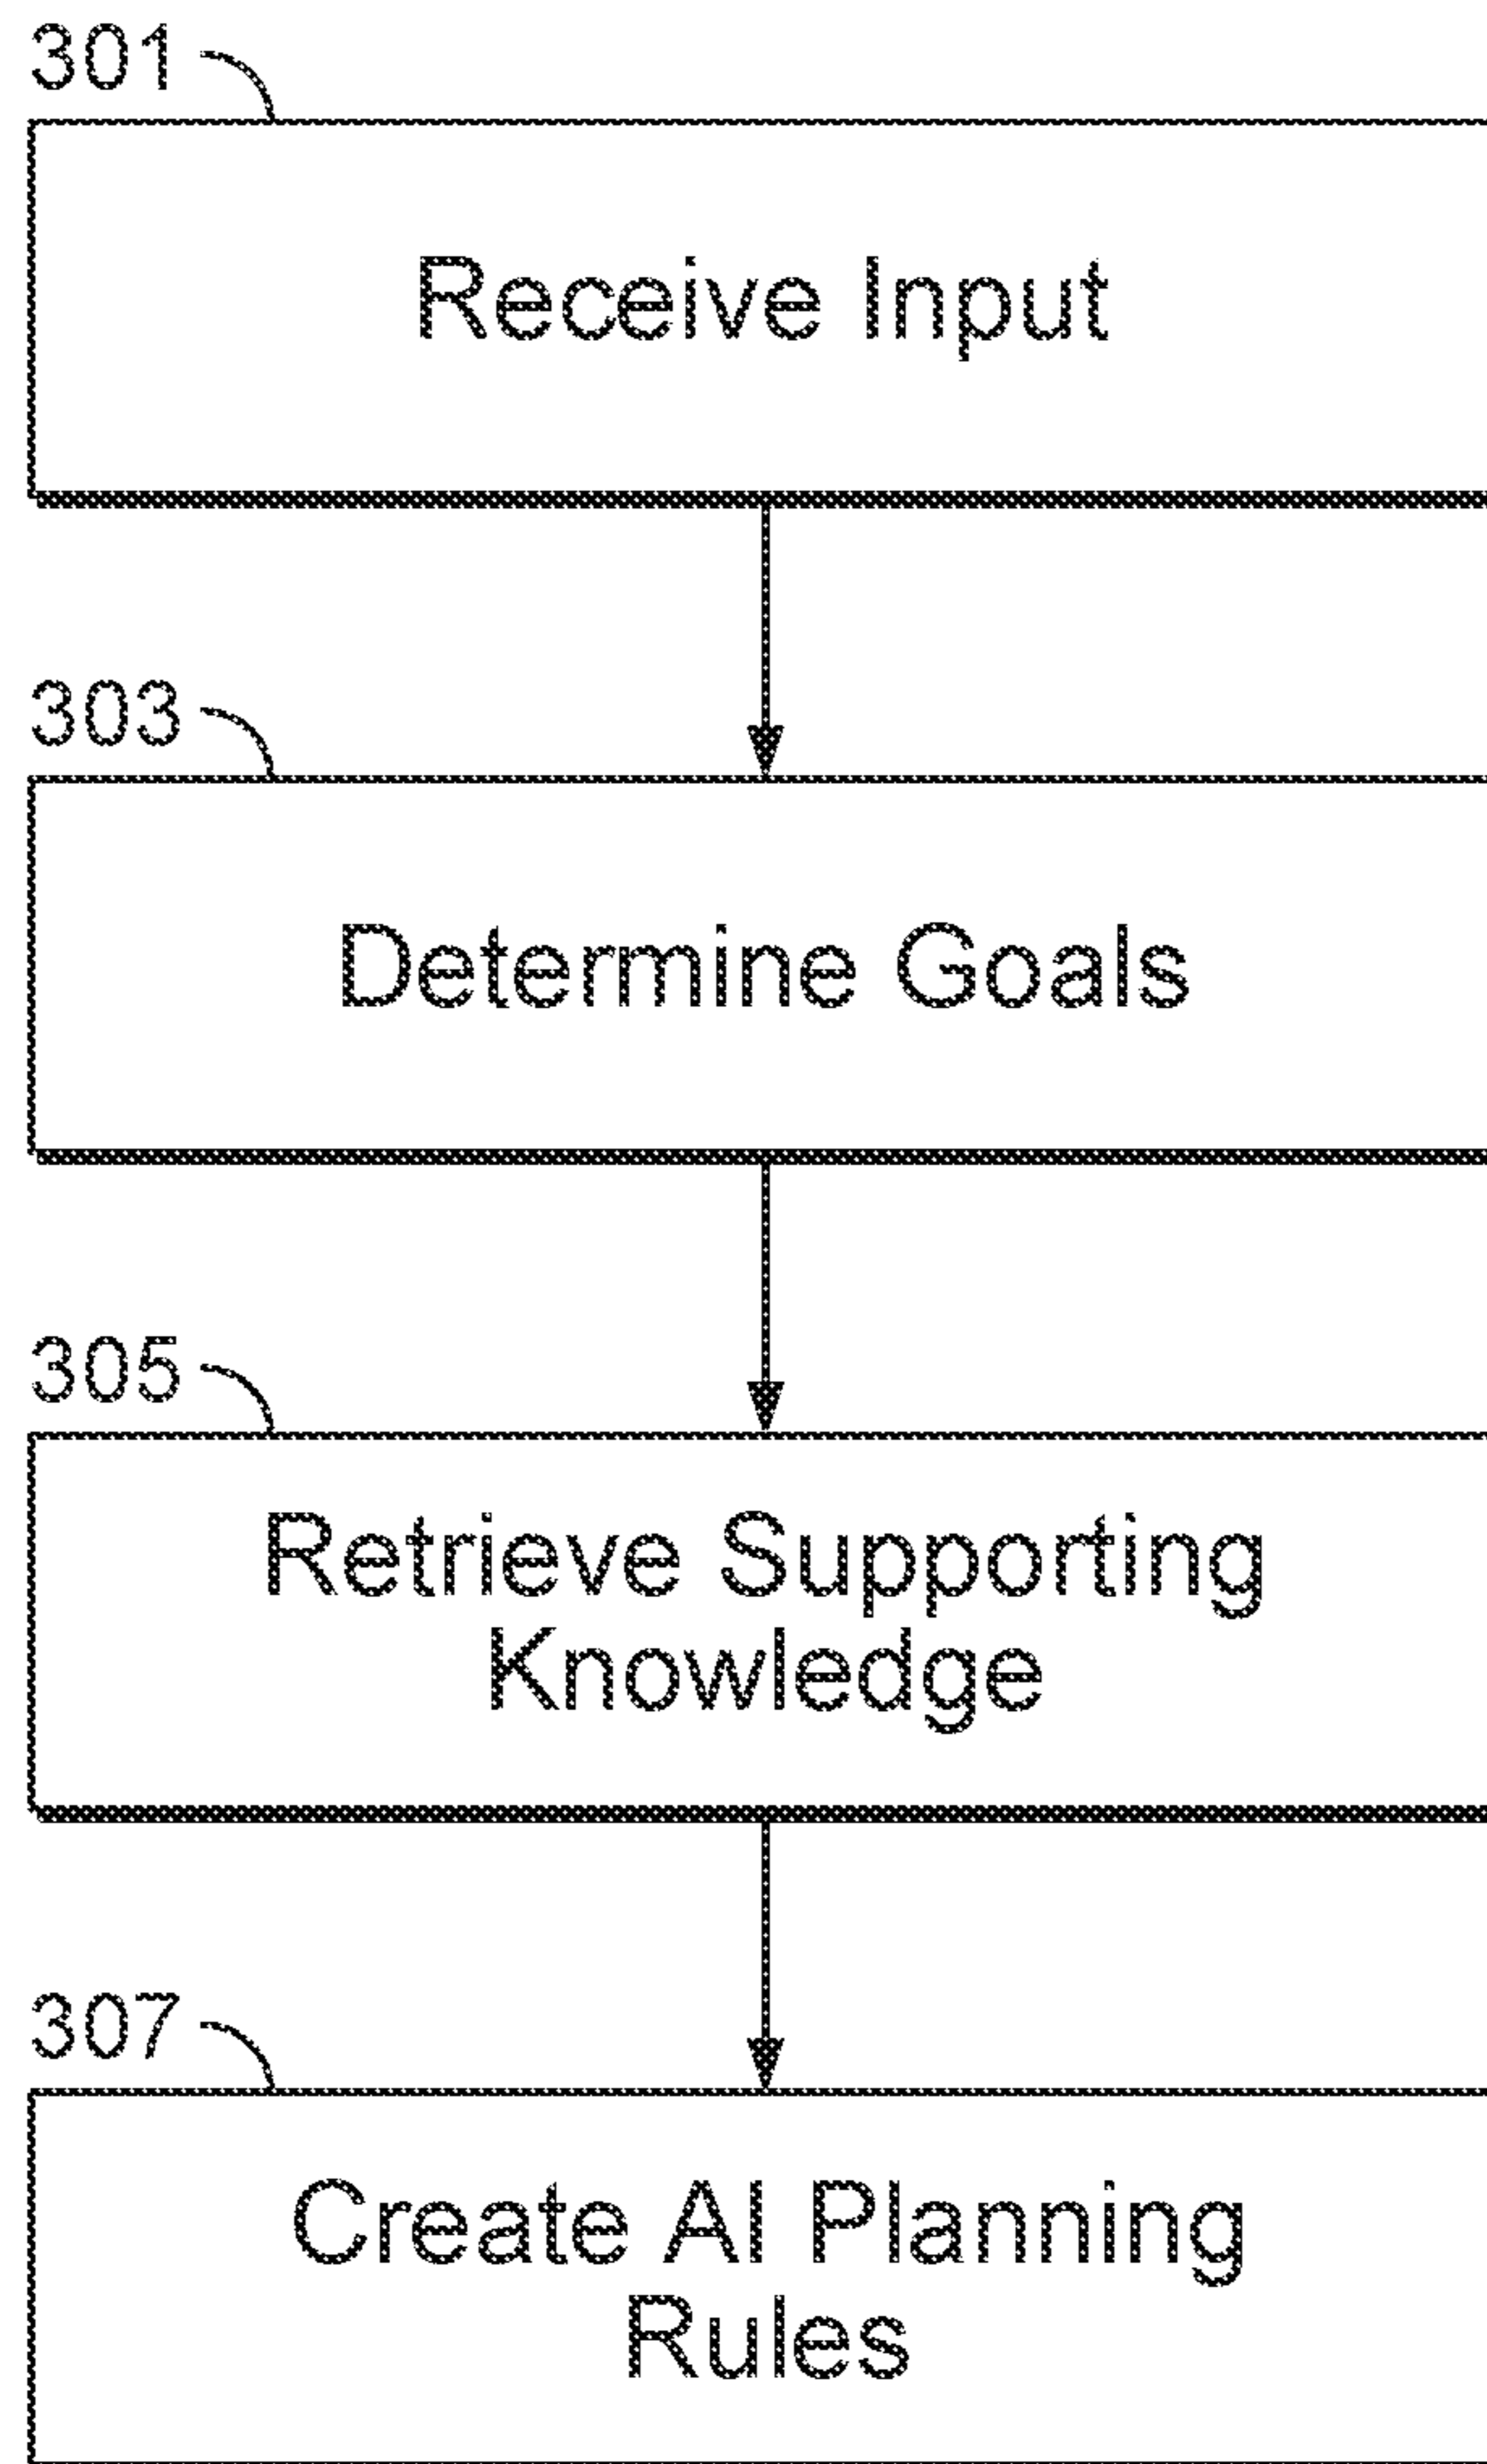 301
Receive Input
303
Determine Goals
305
Retrieve Supporting
Knowledge
307
Create AI Planning
Rules